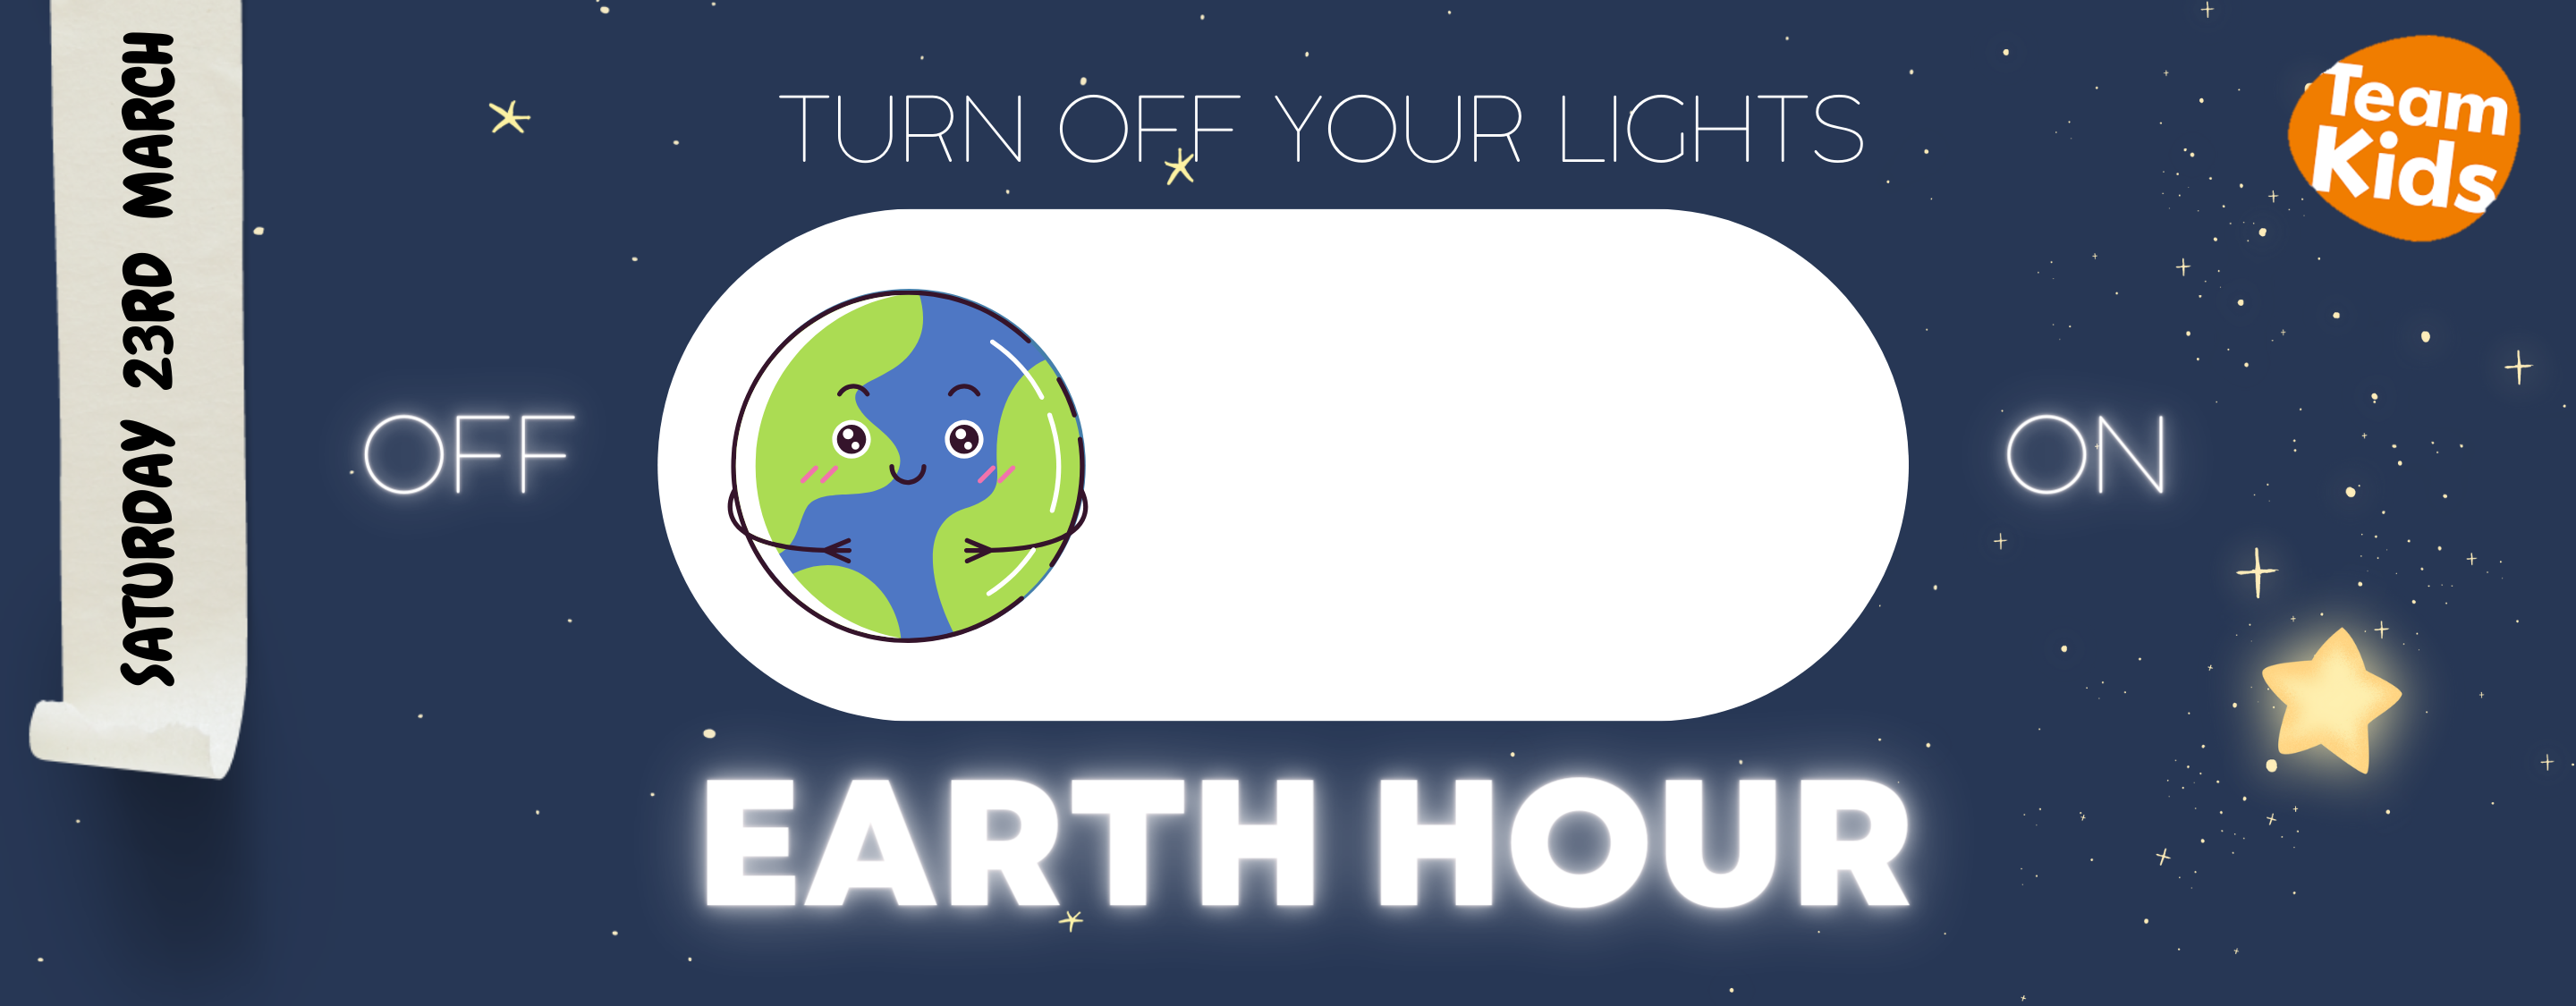 SATURDAY 23RD MARCH
TURN OFF YOUR LIGHTS
Team
Kids
OFF
ON
EARTH HOUR